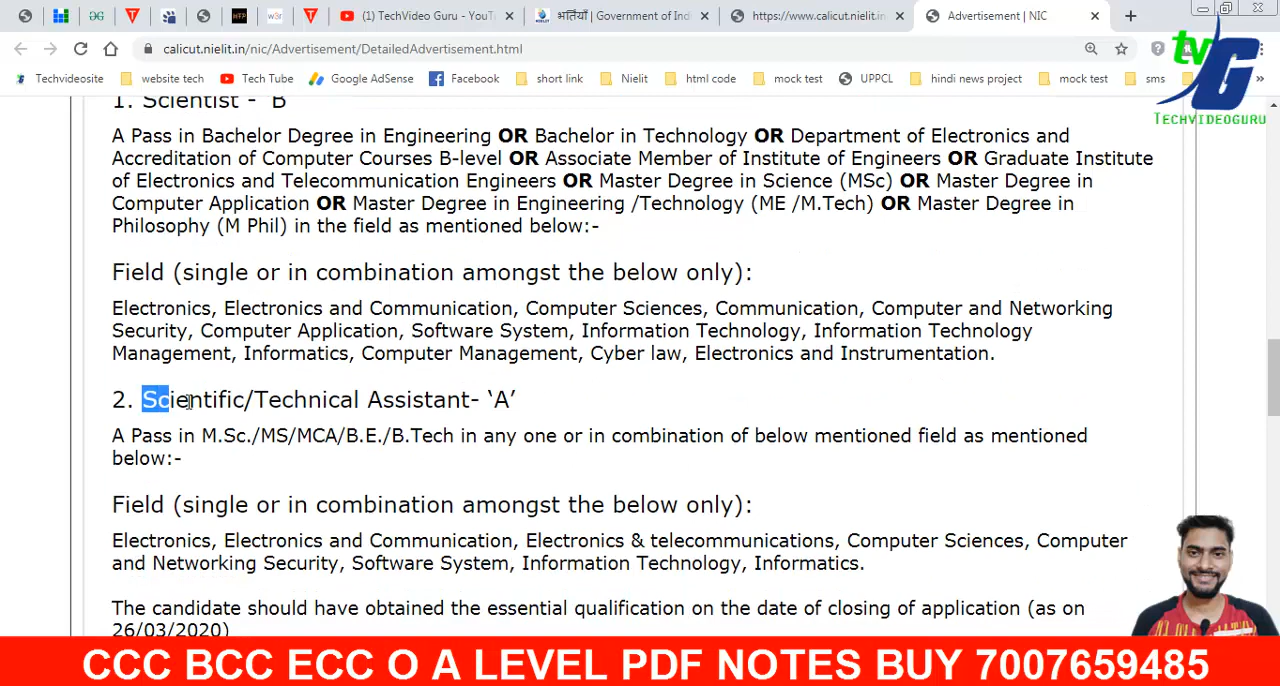 (1) TechVideo Guru - YouT
भर्तियाँ | Government of Ind
https://www.calicut.nielit.in
Advertisement | NIC
calicut.nielit.in/nic/Advertisement/DetailedAdvertisement.html
Techvideosite
website tech
Tech Tube
Google AdSense
Facebook
short link
Nielit
html code
mock test
UPPCL
hindi news project
mock test
sms
TECHVIDEOGURU
1. Scientist - 'B'
A Pass in Bachelor Degree in Engineering OR Bachelor in Technology OR Department of Electronics and
Accreditation of Computer Courses B-level OR Associate Member of Institute of Engineers OR Graduate Institute
of Electronics and Telecommunication Engineers OR Master Degree in Science (MSc) OR Master Degree in
Computer Application OR Master Degree in Engineering /Technology (ME /M.Tech) OR Master Degree in
Philosophy (M Phil) in the field as mentioned below:-
Field (single or in combination amongst the below only):
Electronics, Electronics and Communication, Computer Sciences, Communication, Computer and Networking
Security, Computer Application, Software System, Information Technology, Information Technology
Management, Informatics, Computer Management, Cyber law, Electronics and Instrumentation.
2. Scientific/Technical Assistant- ‘A’
A Pass in M.Sc./MS/MCA/B.E./B.Tech in any one or in combination of below mentioned field as mentioned
below:-
Field (single or in combination amongst the below only):
Electronics, Electronics and Communication, Electronics & telecommunications, Computer Sciences, Computer
and Networking Security, Software System, Information Technology, Informatics.
The candidate should have obtained the essential qualification on the date of closing of application (as on
26/03/2020)
CCC BCC ECC O A LEVEL PDF NOTES BUY 7007659485